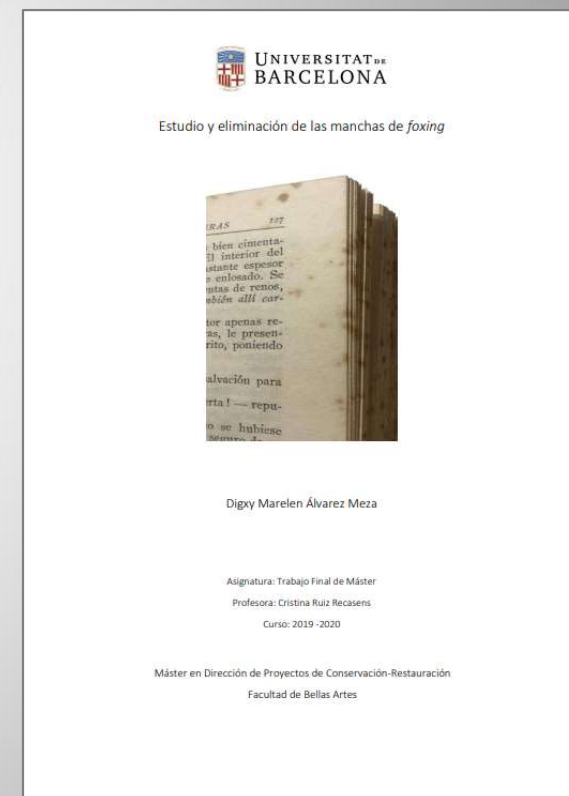 UNIVERSITAT DE
BARCELONA
Estudio y eliminación de las manchas de foxing
RAS 127
bien cimenta-
El interior del
stante espesor
enlosado. Se
ntas de renos,
mbién allí car-
tor apenas re-
as, le presen-
rito, poniendo
alvación para
rta! — repu-
o se hubiese
Digxy Marelen Álvarez Meza
Asignatura: Trabajo Final de Máster
Profesora: Cristina Ruiz Recasens
Curso: 2019 -2020
Máster en Dirección de Proyectos de Conservación-Restauración
Facultad de Bellas Artes